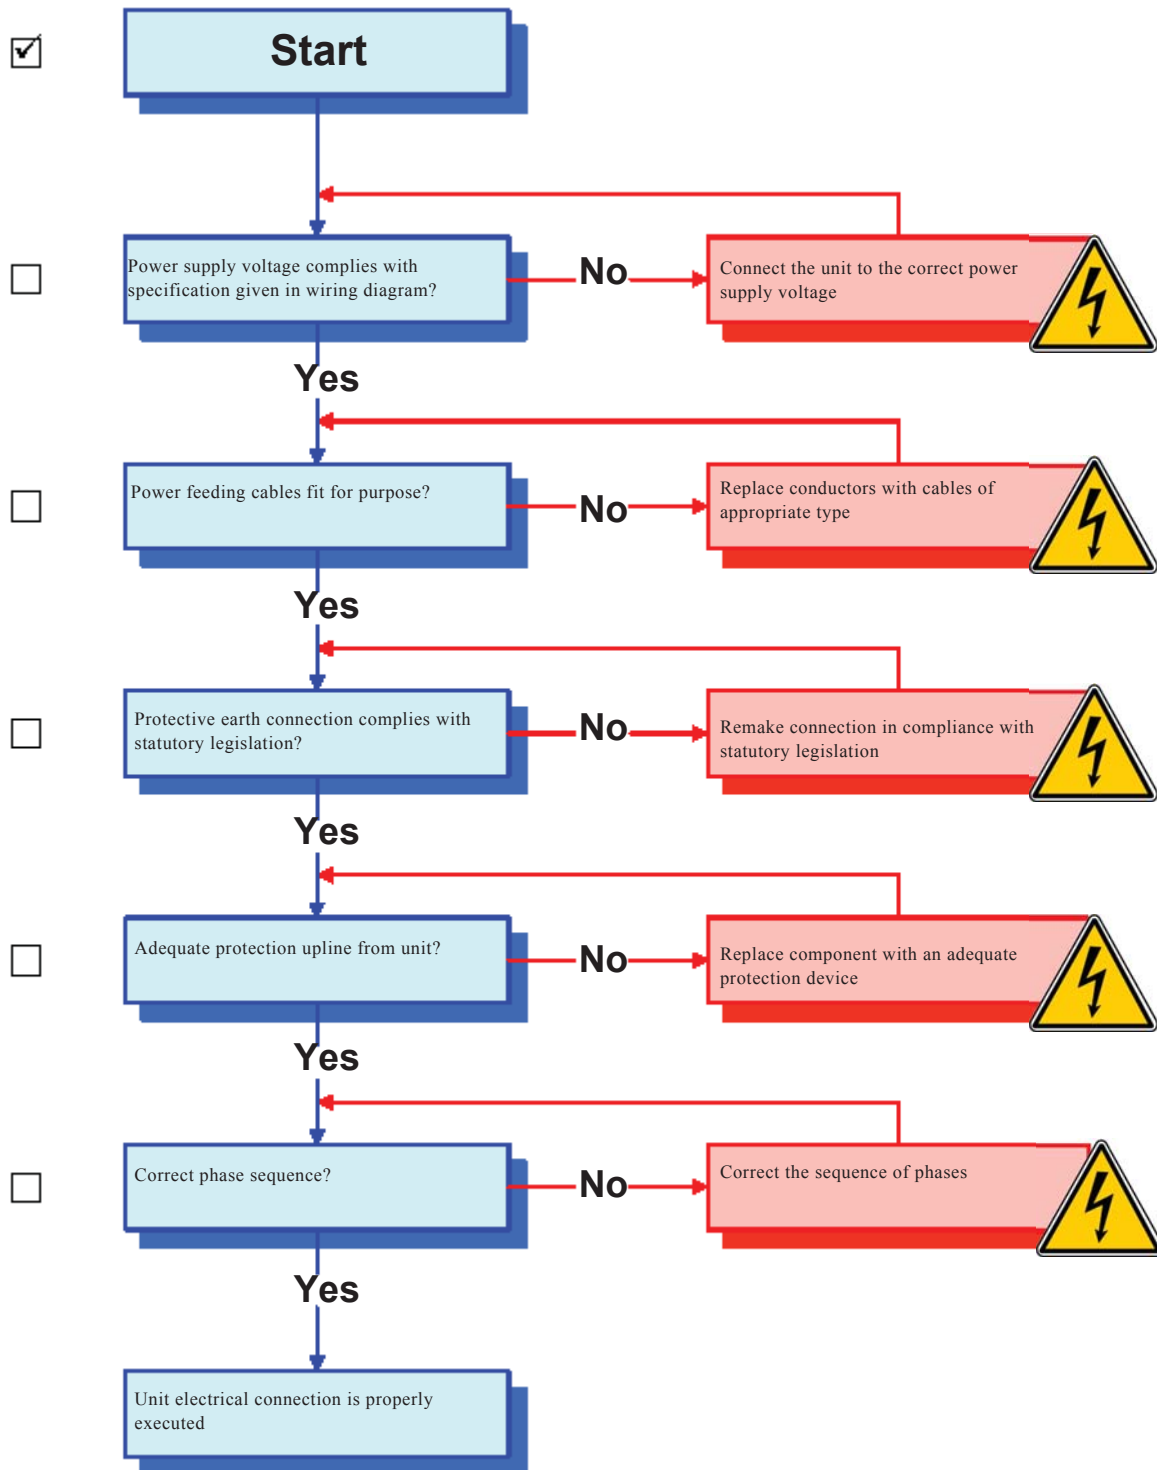 Start
Power supply voltage complies with
specification given in wiring diagram?
No
Connect the unit to the correct power
supply voltage
Yes
Power feeding cables fit for purpose?
No
Replace conductors with cables of
appropriate type
Yes
Protective earth connection complies with
statutory legislation?
No
Remake connection in compliance with
statutory legislation
Yes
Adequate protection upline from unit?
No
Replace component with an adequate
protection device
Yes
Correct phase sequence?
No
Correct the sequence of phases
Yes
Unit electrical connection is properly
executed